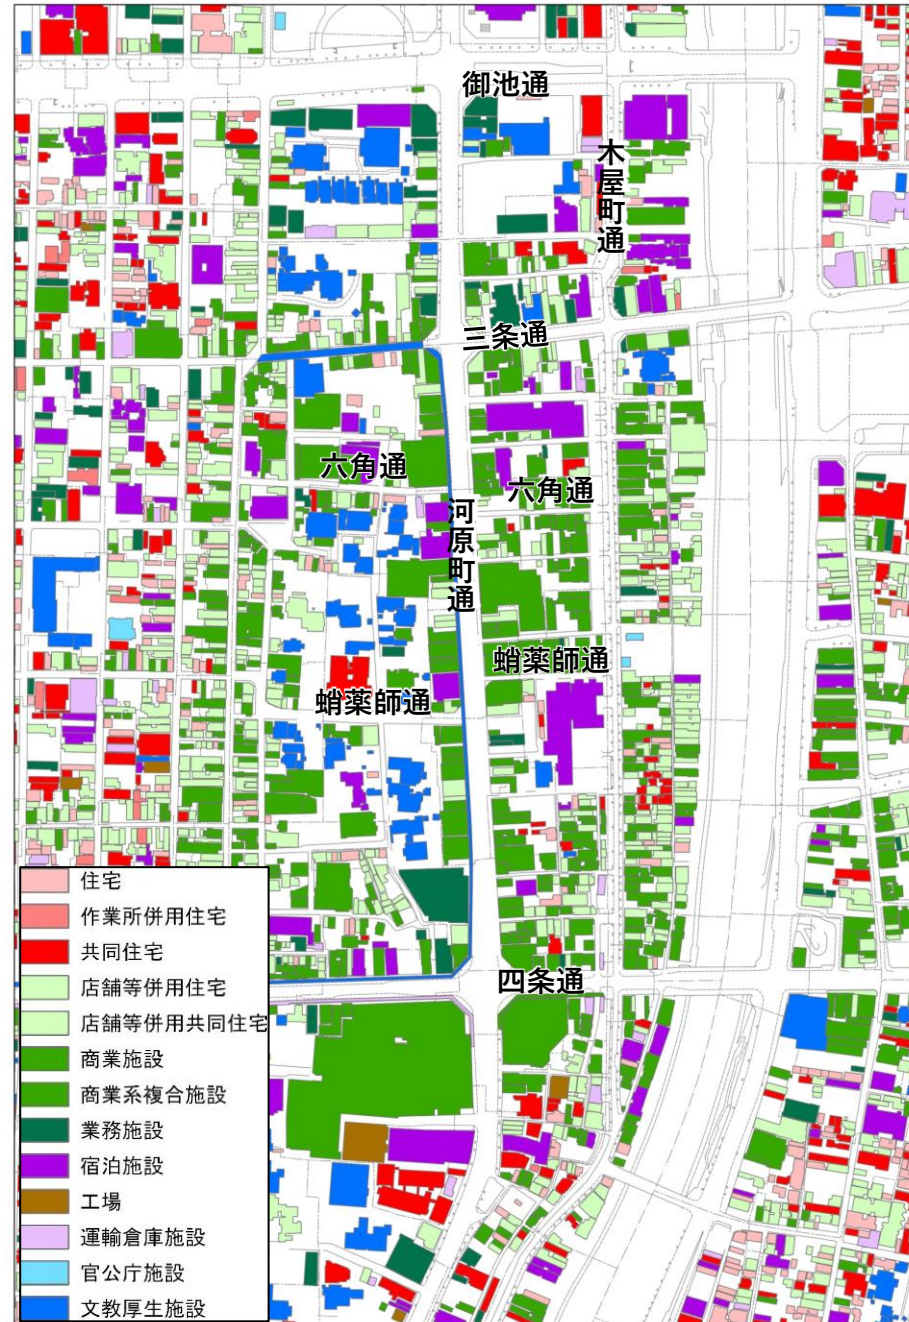 御池通
木屋町通
三条通
六角通
六角通
河原町通
蛸薬師通
蛸薬師通
四条通
住宅
作業所併用住宅
共同住宅
店舗等併用住宅
店舗等併用共同住宅
商業施設
商業系複合施設
業務施設
宿泊施設
工場
運輸倉庫施設
官公庁施設
文教厚生施設